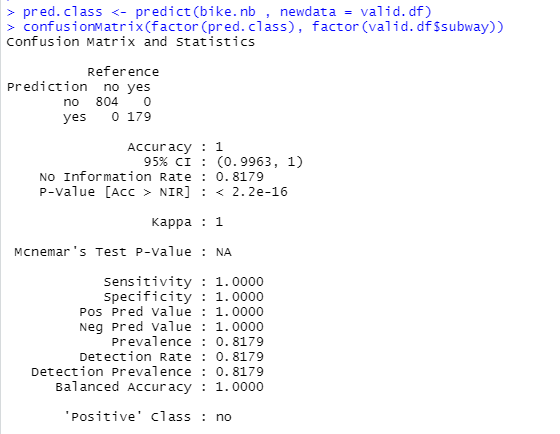 > pred.class <- predict(bike.nb , newdata = valid.df)
> confusionMatrix(factor(pred.class), factor(valid.df$subway))
Confusion Matrix and Statistics
Reference
Prediction no yes
no 804 0
yes 0 179
Accuracy : 1
95% CI : (0.9963, 1)
No Information Rate : 0.8179
P-Value [Acc > NIR] : < 2.2e-16
Kappa : 1
Mcnemar's Test P-Value : NA
Sensitivity : 1.0000
Specificity : 1.0000
Pos Pred Value : 1.0000
Neg Pred Value : 1.0000
Prevalence : 0.8179
Detection Rate : 0.8179
Detection Prevalence : 0.8179
Balanced Accuracy : 1.0000
'Positive' Class : no